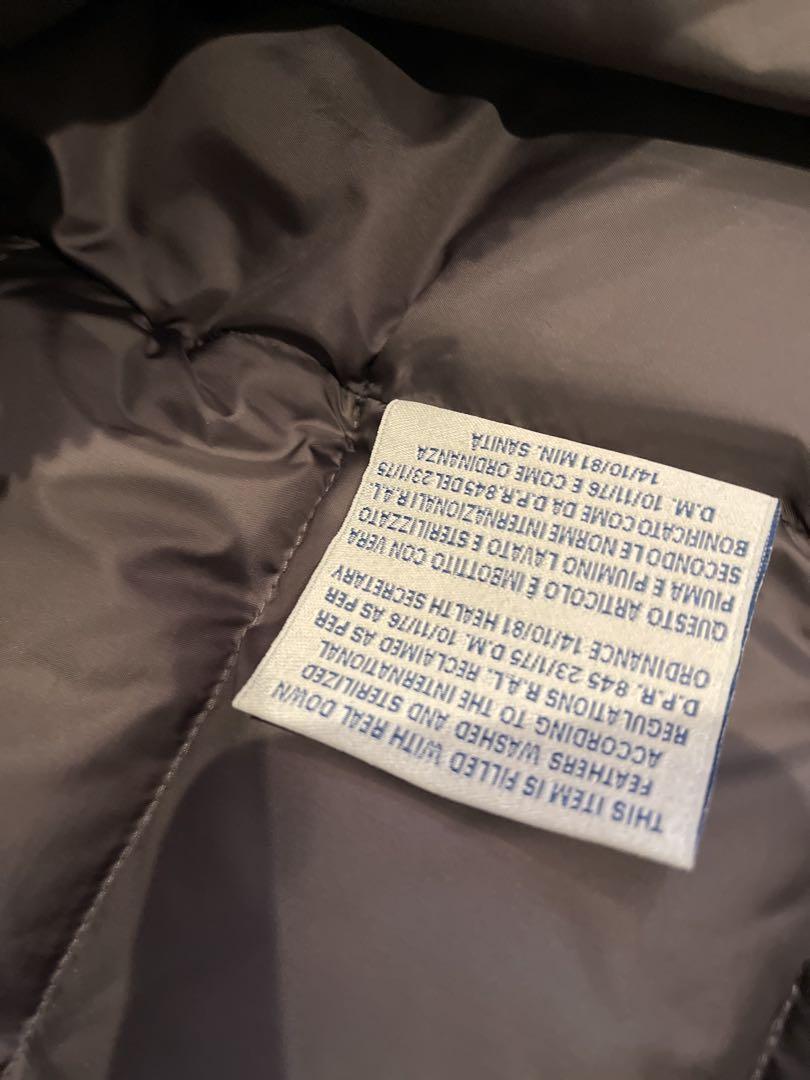 THIS ITEM IS FILLED WITH REAL DOWN
FEATHERS WASHED AND STERILIZED
ACCORDING TO THE INTERNATIONAL
REGULATIONS R.A.L. RECLAIMED AS PER
D.P.R. 845 23/1/75 D.M. 10/11/76 AS PER
ORDINANCE 14/10/81 HEALTH SECRETARY
QUESTO ARTICOLO È IMBOTTITO CON VERA
PIUMA E PIUMINO LAVATO E STERILIZZATO
SECONDO LE NORME INTERNAZIONALI R.A.L.
BONIFICATO COME DA D.P.R. 845 DEL 23/1/75
D.M. 10/11/76 E COME ORDINANZA
14/10/81 MIN. SANITÀ